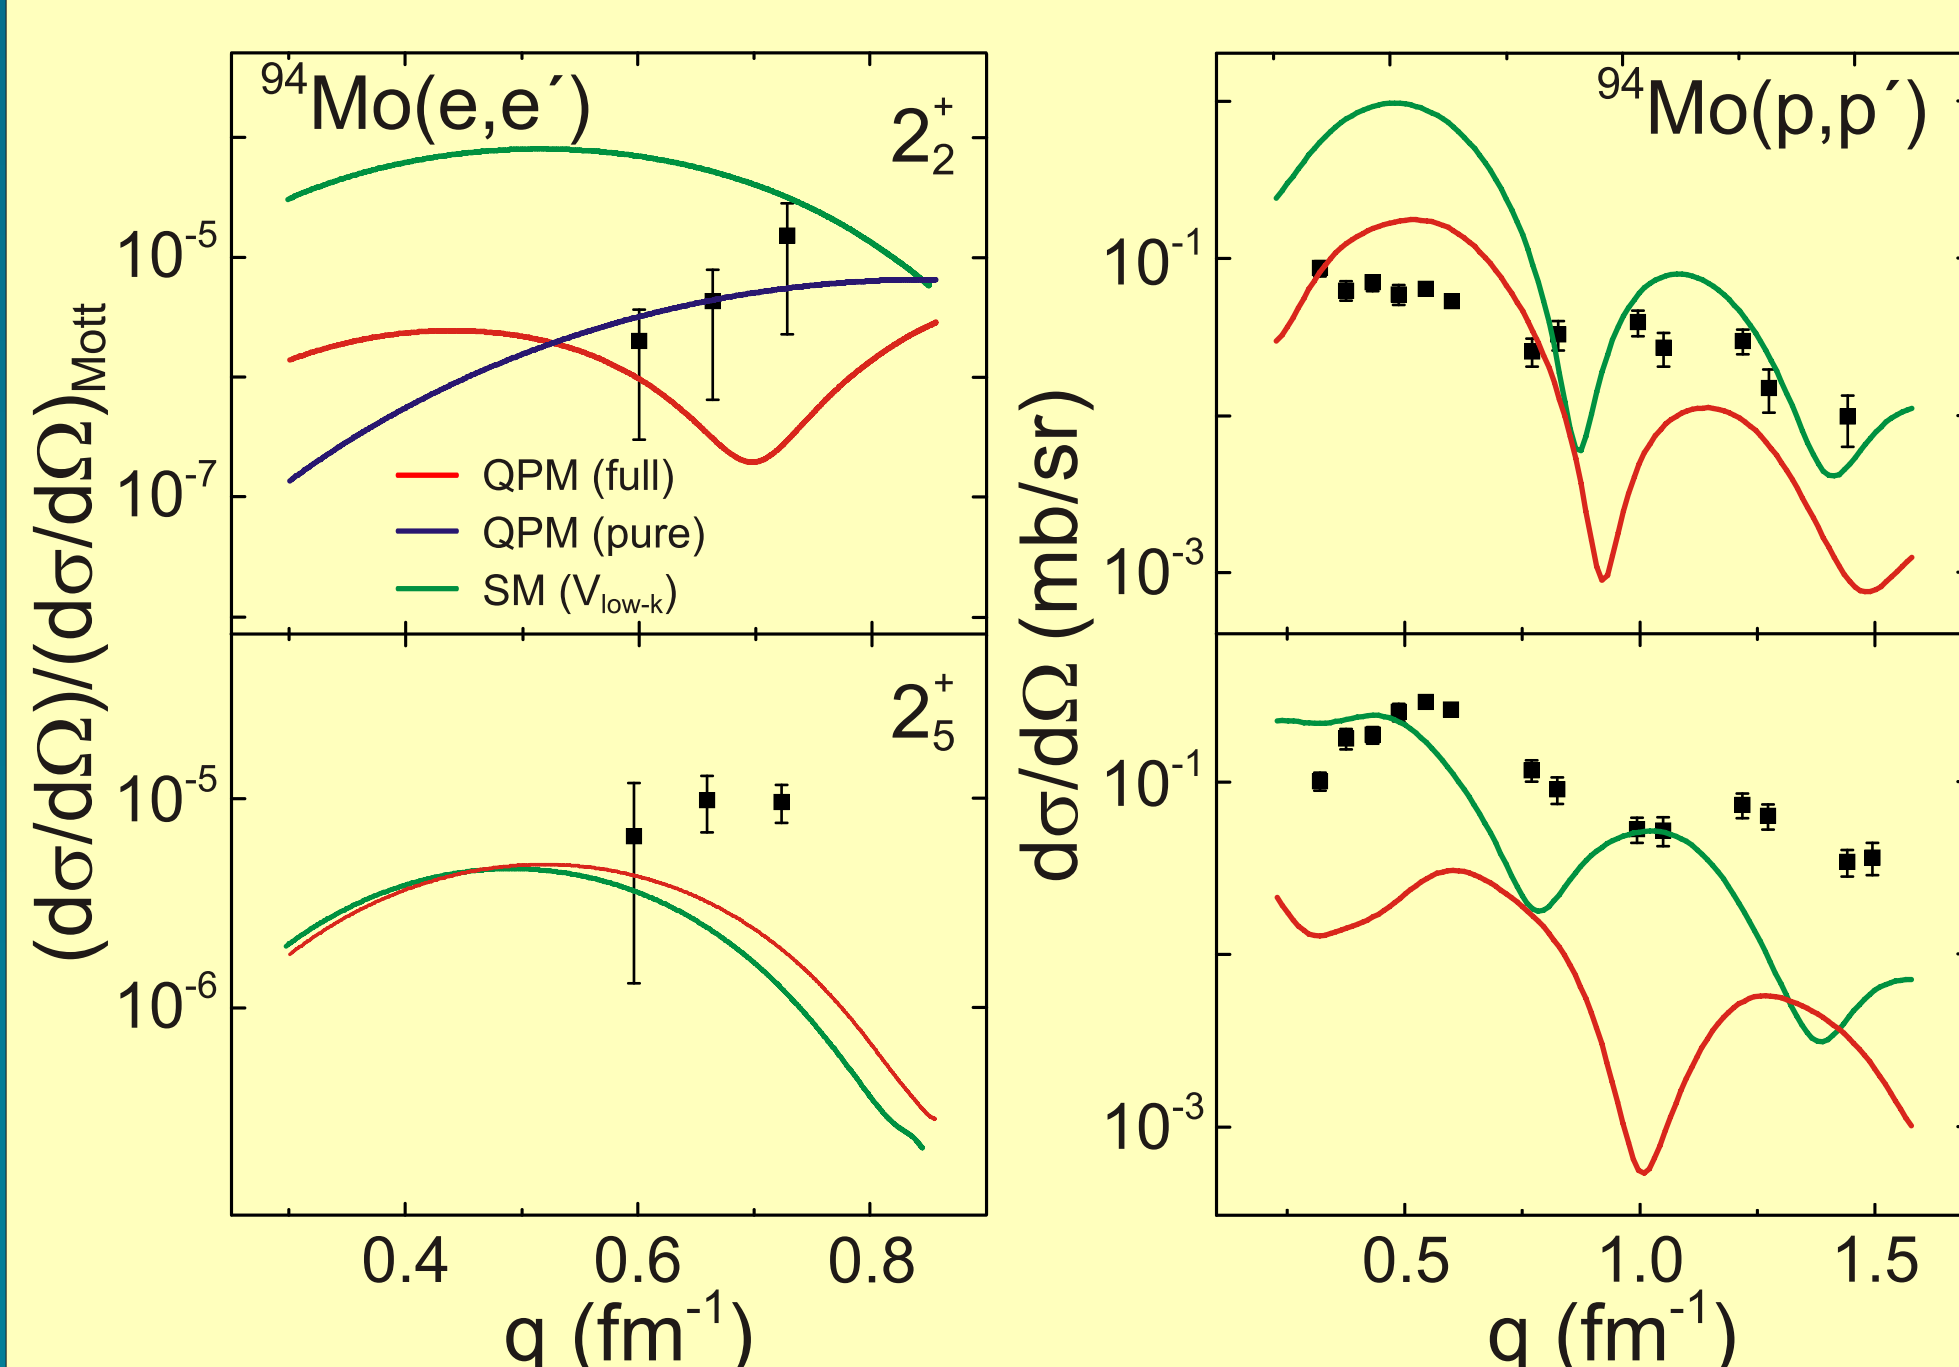 ⁹⁴Mo(e,e´)
2₂⁺
10⁻⁵
10⁻⁷
QPM (full)
QPM (pure)
SM (V_low-k)
(dσ/dΩ)/(dσ/dΩ)_Mott
2₅⁺
10⁻⁵
10⁻⁶
0.4 0.6 0.8
q (fm⁻¹)
⁹⁴Mo(p,p´)
10⁻¹
10⁻³
dσ/dΩ (mb/sr)
10⁻¹
10⁻³
0.5 1.0 1.5
q (fm⁻¹)